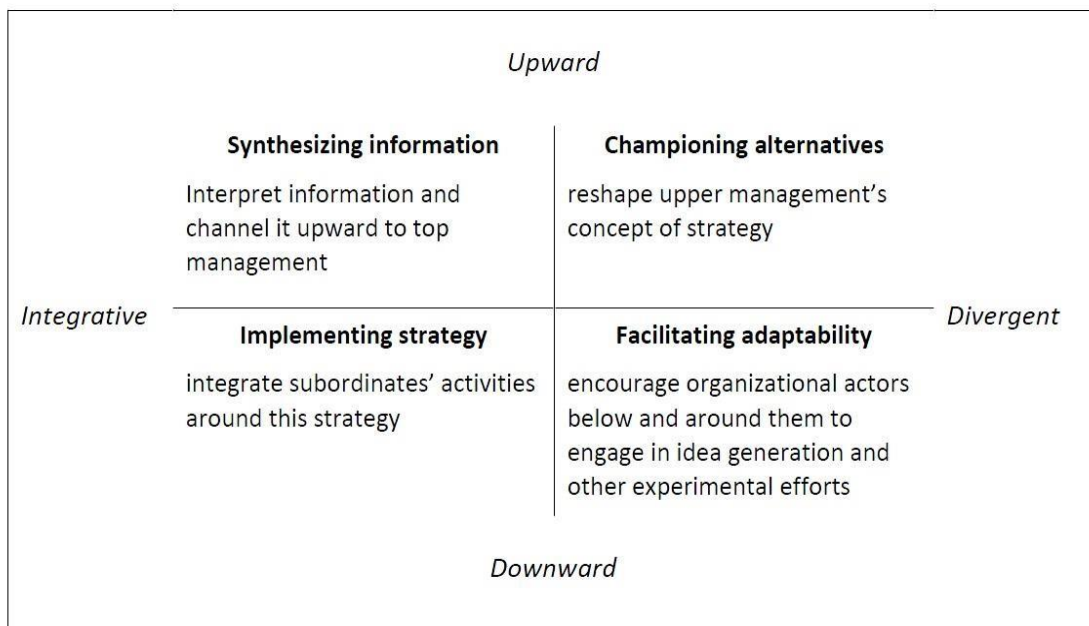 Upward
Synthesizing information
Interpret information and
channel it upward to top
management
Championing alternatives
reshape upper management’s
concept of strategy
Integrative
Divergent
Implementing strategy
integrate subordinates’ activities
around this strategy
Facilitating adaptability
encourage organizational actors
below and around them to
engage in idea generation and
other experimental efforts
Downward